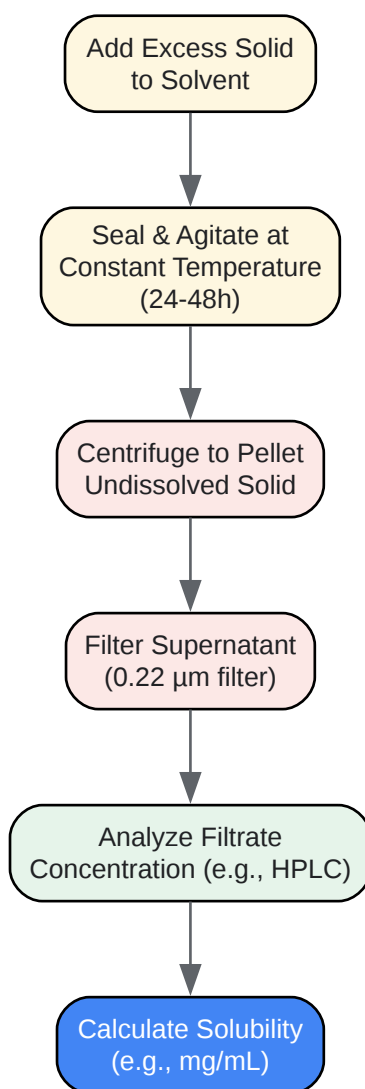 Add Excess Solid
to Solvent
Seal & Agitate at
Constant Temperature
(24-48h)
Centrifuge to Pellet
Undissolved Solid
Filter Supernatant
(0.22 µm filter)
Analyze Filtrate
Concentration (e.g., HPLC)
Calculate Solubility
(e.g., mg/mL)